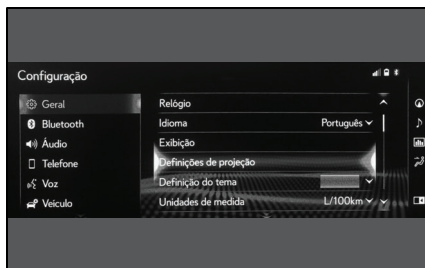 Configuração
Geral
Bluetooth
Áudio
Telefone
Voz
Veículo
Relógio
Idioma Português
Exibição
Definições de projeção
Definição do tema
Unidades de medida L/100km